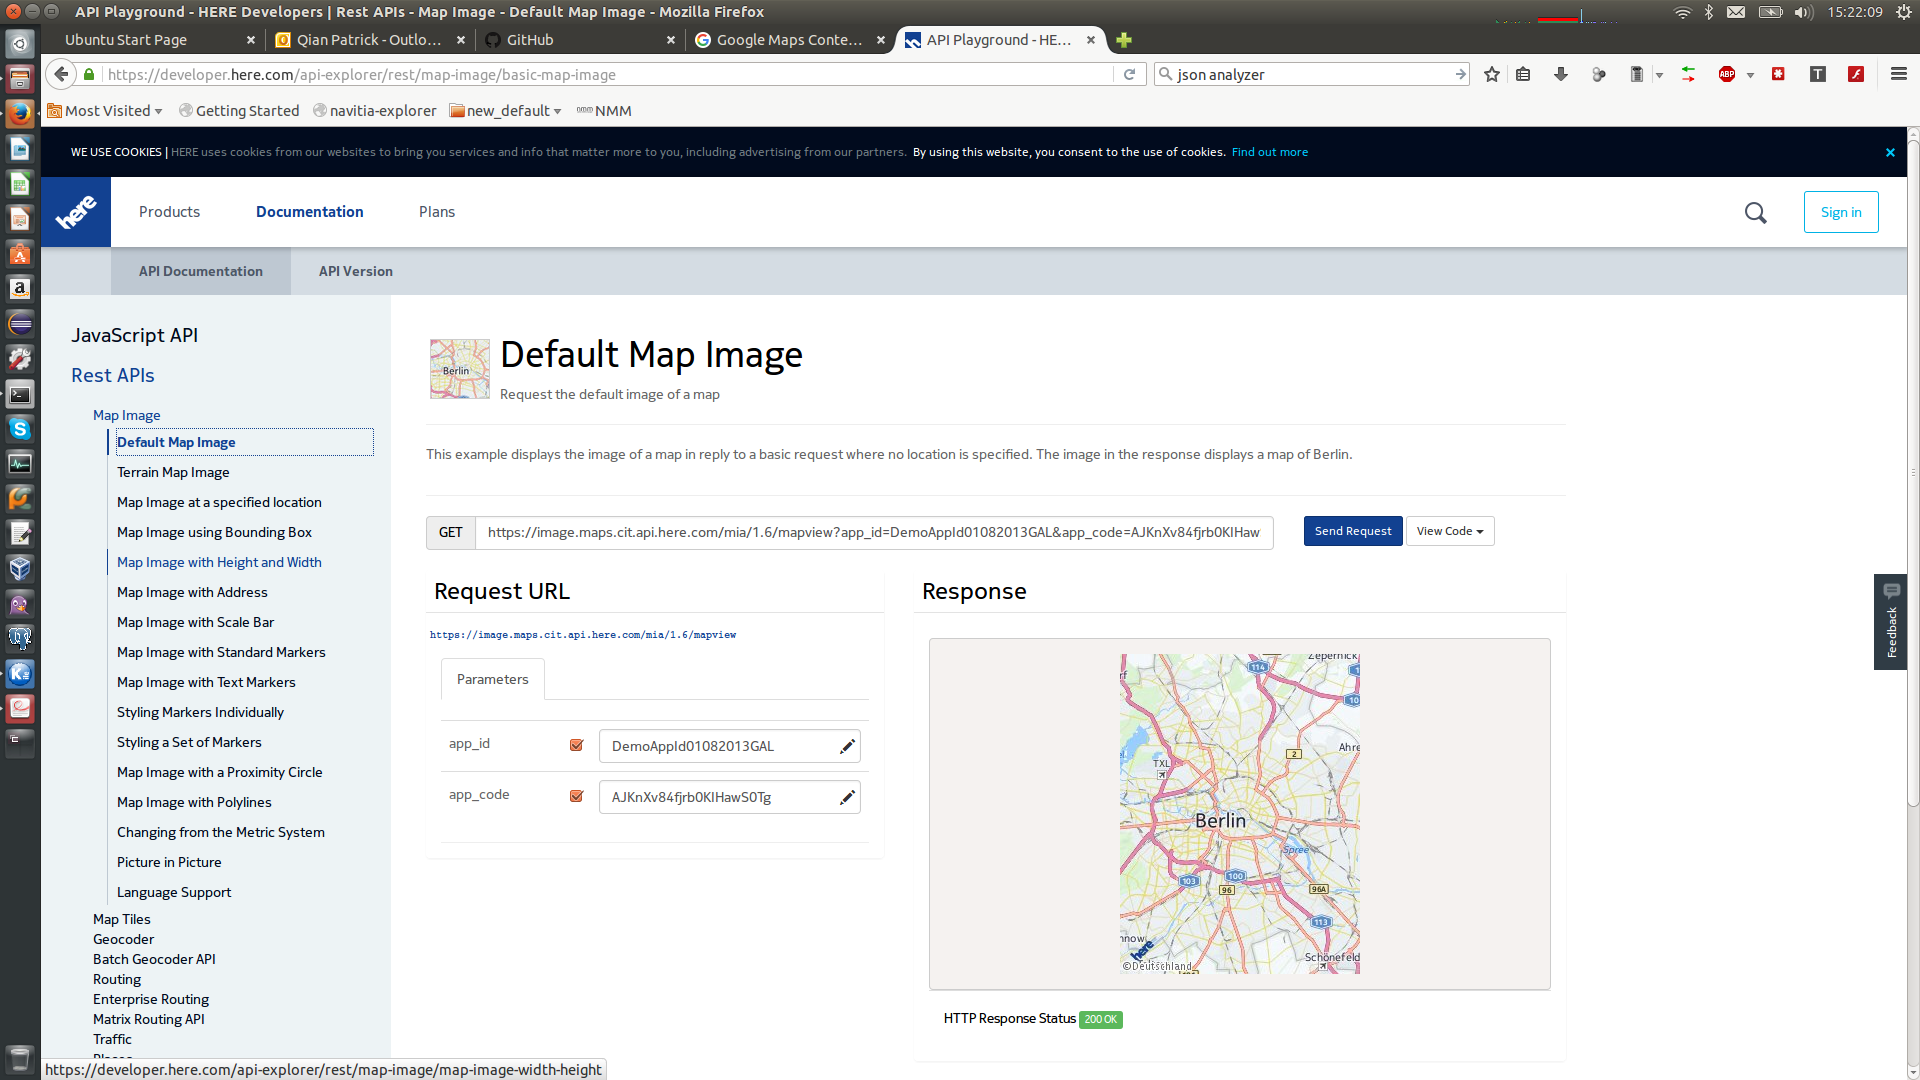 API Playground - HERE Developers | Rest APIs - Map Image - Default Map Image - Mozilla Firefox
15:22:09
Ubuntu Start Page
Qian Patrick - Outlo...
GitHub
Google Maps Conte...
API Playground - HE...
https://developer.here.com/api-explorer/rest/map-image/basic-map-image
json analyzer
ABP
T
Most Visited
Getting Started
navitia-explorer
new_default
NMM
WE USE COOKIES | HERE uses cookies from our websites to bring you services and info that matter more to you, including advertising from our partners. By using this website, you consent to the use of cookies. Find out more
here
Products
Documentation
Plans
Sign in
API Documentation
API Version
JavaScript API
Rest APIs
Map Image
Default Map Image
Terrain Map Image
Map Image at a specified location
Map Image using Bounding Box
Map Image with Height and Width
Map Image with Address
Map Image with Scale Bar
Map Image with Standard Markers
Map Image with Text Markers
Styling Markers Individually
Styling a Set of Markers
Map Image with a Proximity Circle
Map Image with Polylines
Changing from the Metric System
Picture in Picture
Language Support
Map Tiles
Geocoder
Batch Geocoder API
Routing
Enterprise Routing
Matrix Routing API
Traffic
Berlin
Default Map Image
Request the default image of a map
This example displays the image of a map in reply to a basic request where no location is specified. The image in the response displays a map of Berlin.
GET
https://image.maps.cit.api.here.com/mia/1.6/mapview?app_id=DemoAppId01082013GAL&app_code=AJKnXv84fjrb0KIHaw
Send Request
View Code
Request URL
https://image.maps.cit.api.here.com/mia/1.6/mapview
Parameters
app_id
DemoAppId01082013GAL
app_code
AJKnXv84fjrb0KIHawS0Tg
Response
Zepernick
114
10
2
Ahre
TXL
Berlin
Spree
103
100
96
96A
113
nnow
here
Schönefeld
©Deutschland
HTTP Response Status 200 OK
Feedback
https://developer.here.com/api-explorer/rest/map-image/map-image-width-height